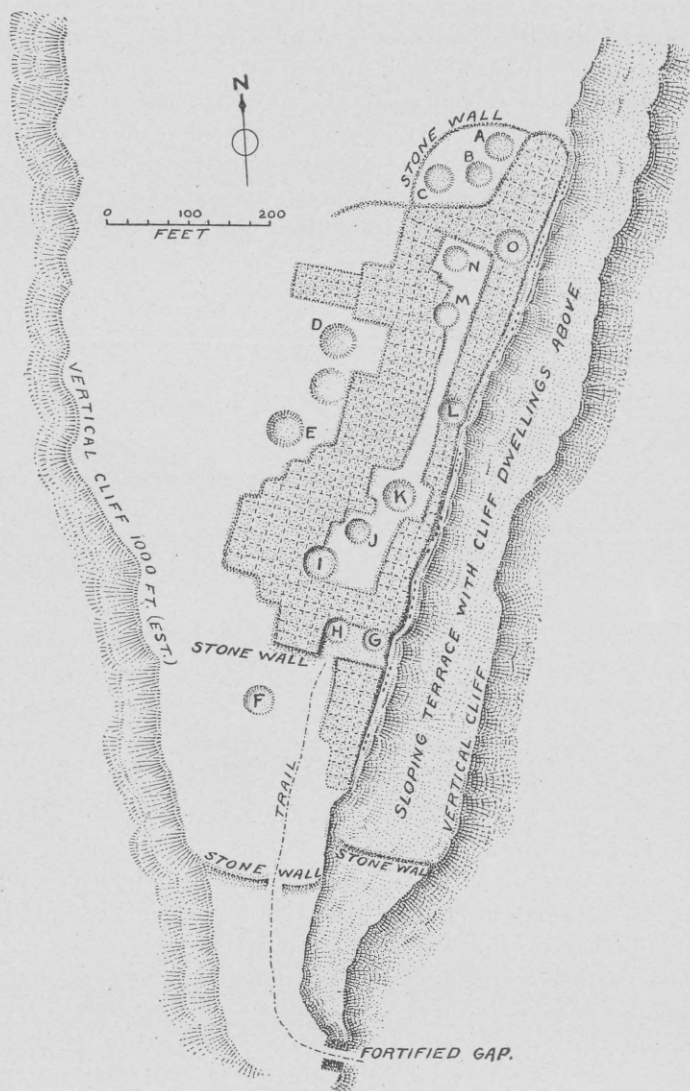 N
0 100 200
FEET
STONE WALL
A
B
C
O
N
M
D
L
E
K
J
I
H
G
VERTICAL CLIFF 1000 FT. (EST.)
SLOPING TERRACE WITH CLIFF DWELLINGS ABOVE
VERTICAL CLIFF
STONE WALL
F
TRAIL
STONE WALL
STONE WALL
FORTIFIED GAP.